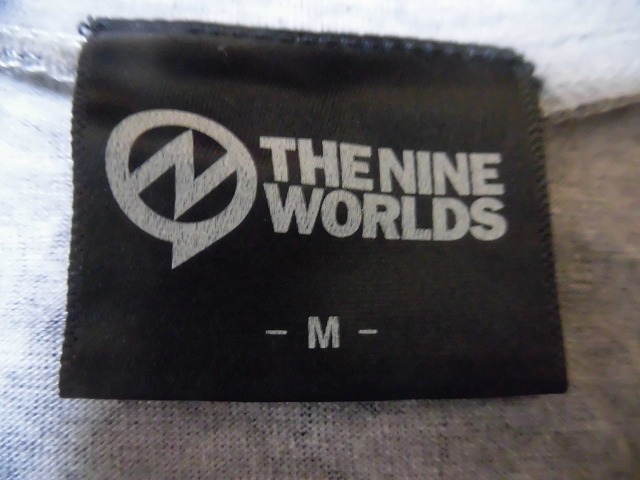 THE NINE
WORLDS
- M -